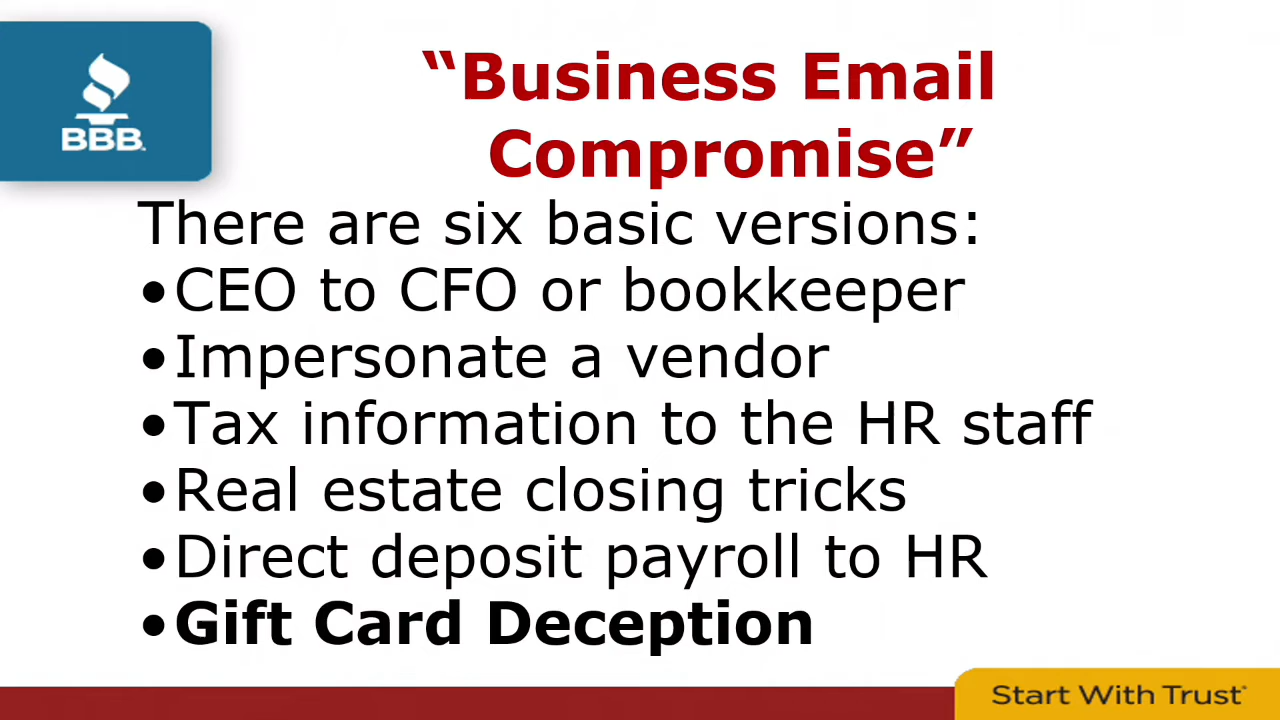 BBB.
“Business Email
Compromise”
There are six basic versions:
•CEO to CFO or bookkeeper
•Impersonate a vendor
•Tax information to the HR staff
•Real estate closing tricks
•Direct deposit payroll to HR
•Gift Card Deception
Start With Trust®